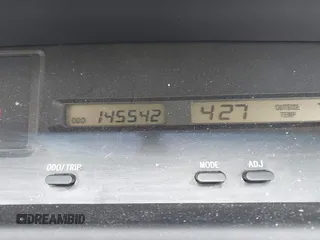 ODO 145542 427 OUTSIDE TEMP
ODO/TRIP MODE ADJ
DREAMBID